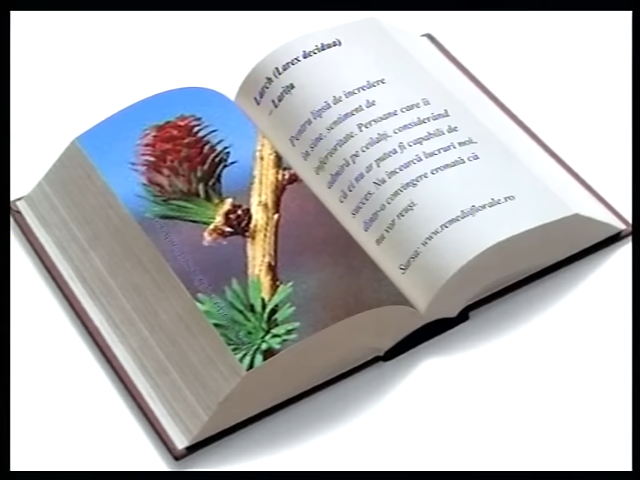 Larch (Larex decidua)
– Larița
Pentru lipsă de încredere
în sine, sentiment de
inferioritate. Persoane care îi
admiră pe ceilalți, considerând
că ei nu ar putea fi capabili de
succes. Nu încearcă lucruri noi,
dintr-o convingere eronată că
nu vor reuși.
Sursa: www.remediiflorale.ro